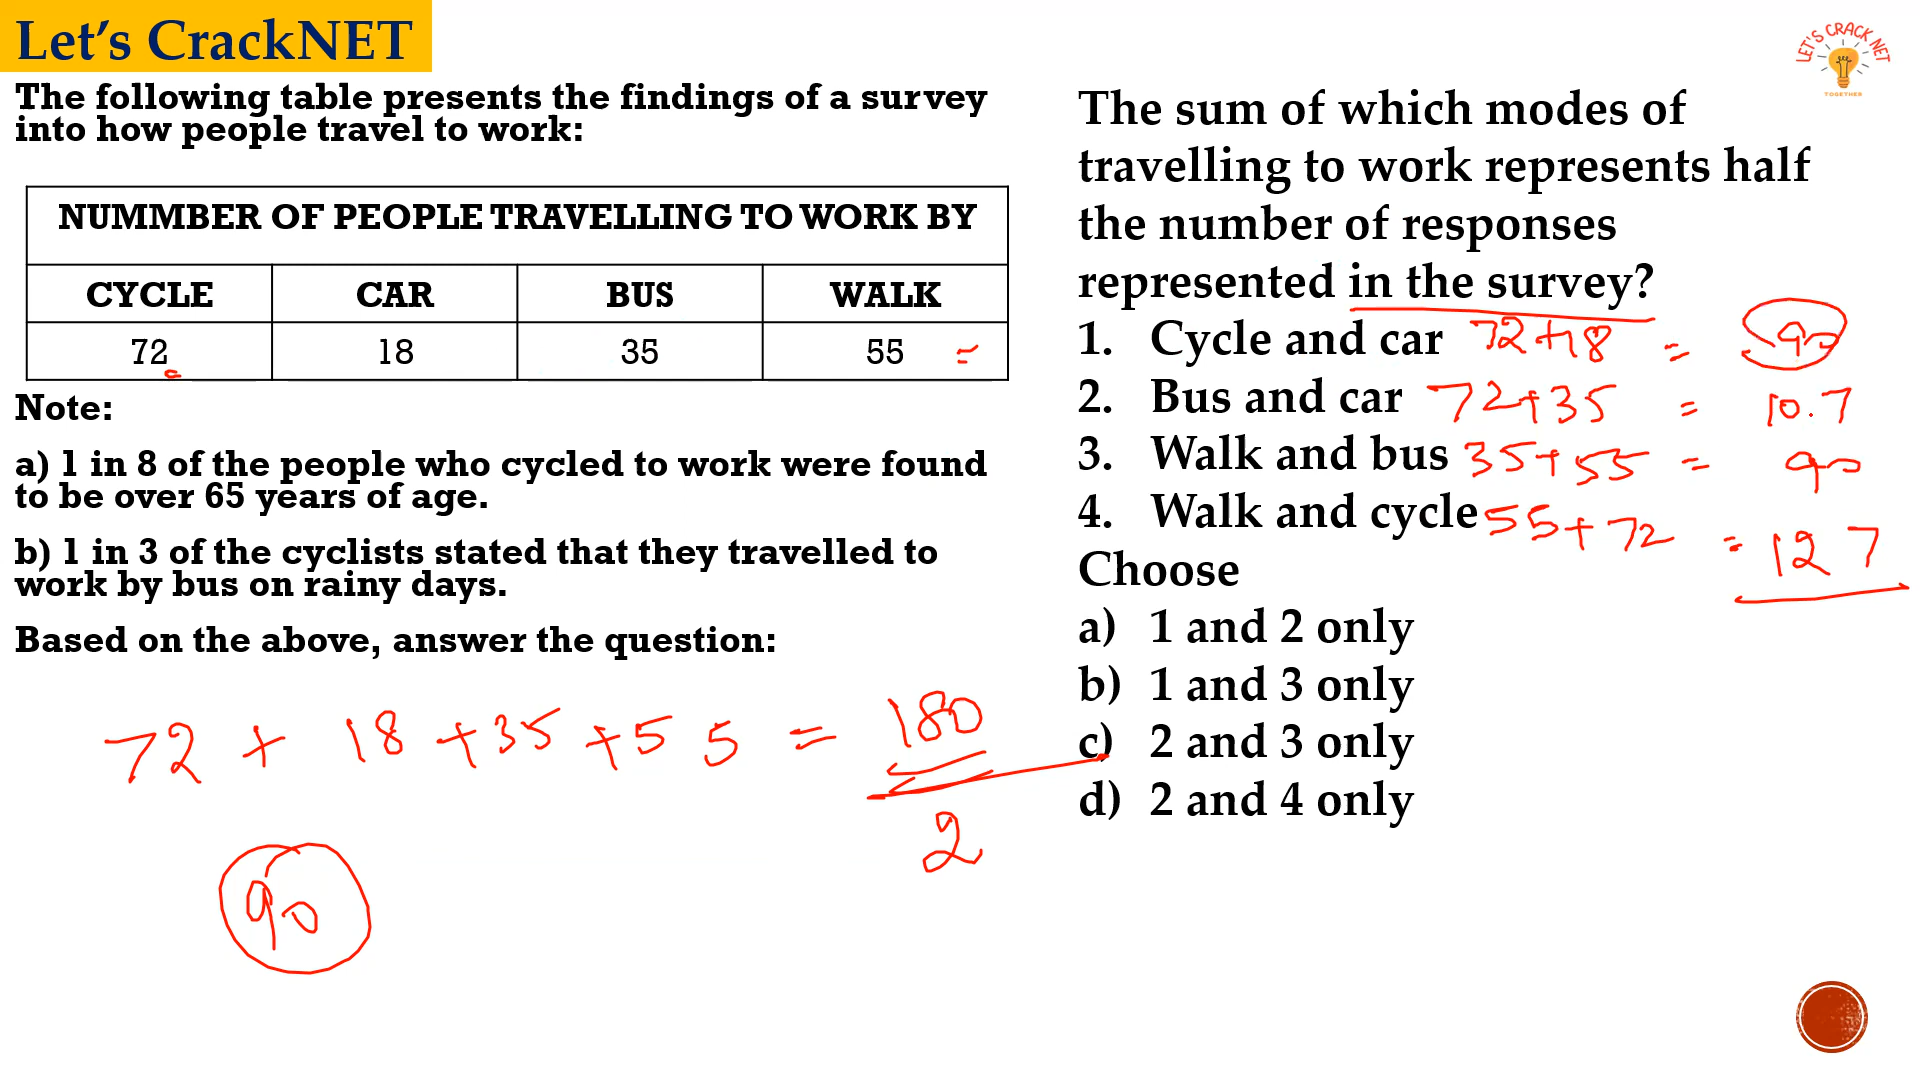 Let's CrackNET
LET'S CRACK NET
TOGETHER
The following table presents the findings of a survey
into how people travel to work:
NUMMBER OF PEOPLE TRAVELLING TO WORK BY
CYCLE CAR BUS WALK
72 18 35 55 =
Note:
a) 1 in 8 of the people who cycled to work were found
to be over 65 years of age.
b) 1 in 3 of the cyclists stated that they travelled to
work by bus on rainy days.
Based on the above, answer the question:
72 + 18 + 35 + 55 = 180
2
90
The sum of which modes of
travelling to work represents half
the number of responses
represented in the survey?
1. Cycle and car 72+18 = 90
2. Bus and car 72+35 = 10.7
3. Walk and bus 35+55 = 90
4. Walk and cycle 55+72 = 127
Choose
a) 1 and 2 only
b) 1 and 3 only
c) 2 and 3 only
d) 2 and 4 only